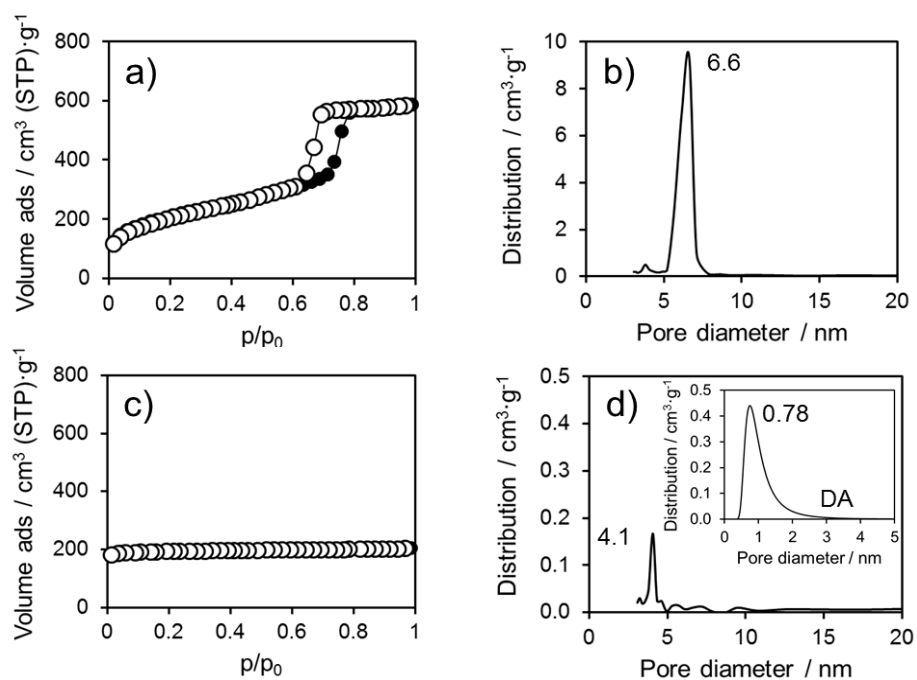 a)
800
600
400
200
0
Volume ads / cm³ (STP)·g⁻¹
0 0.2 0.4 0.6 0.8 1
p/p₀
b)
6.6
10
8
6
4
2
0
Distribution / cm³·g⁻¹
0 5 10 15 20
Pore diameter / nm
c)
800
600
400
200
0
Volume ads / cm³ (STP)·g⁻¹
0 0.2 0.4 0.6 0.8 1
p/p₀
d)
4.1
0.5
0.4
0.3
0.2
0.1
0.0
Distribution / cm³·g⁻¹
0 5 10 15 20
Pore diameter / nm
0.78
DA
0.5
0.4
0.3
0.2
0.1
0.0
Distribution / cm³·g⁻¹
0 1 2 3 4 5
Pore diameter / nm